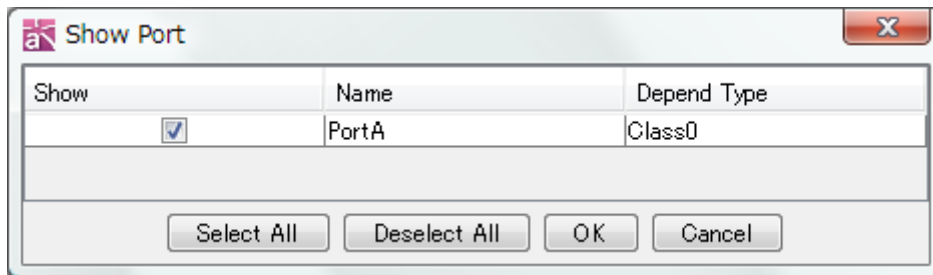 Show Port
Show Name Depend Type
PortA Class0
Select All Deselect All OK Cancel